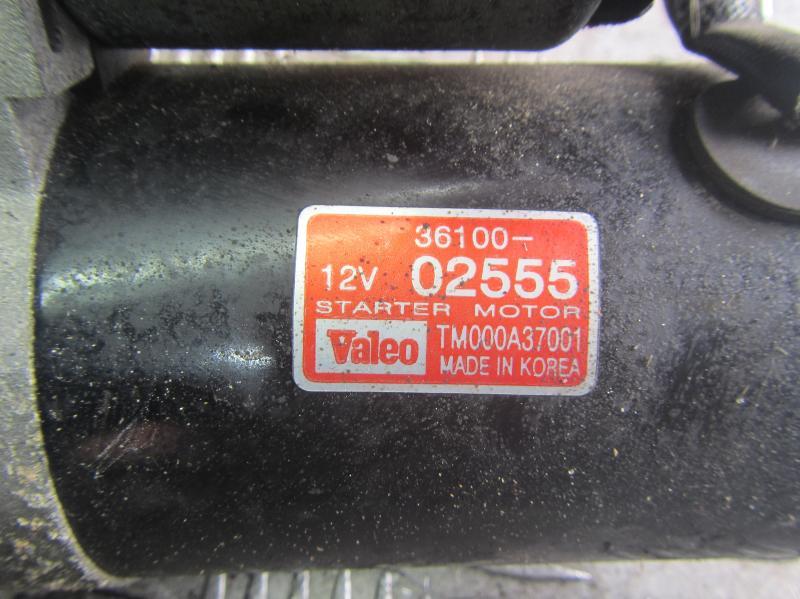 36100-
12V 02555
STARTER MOTOR
Valeo TM000A37001
MADE IN KOREA